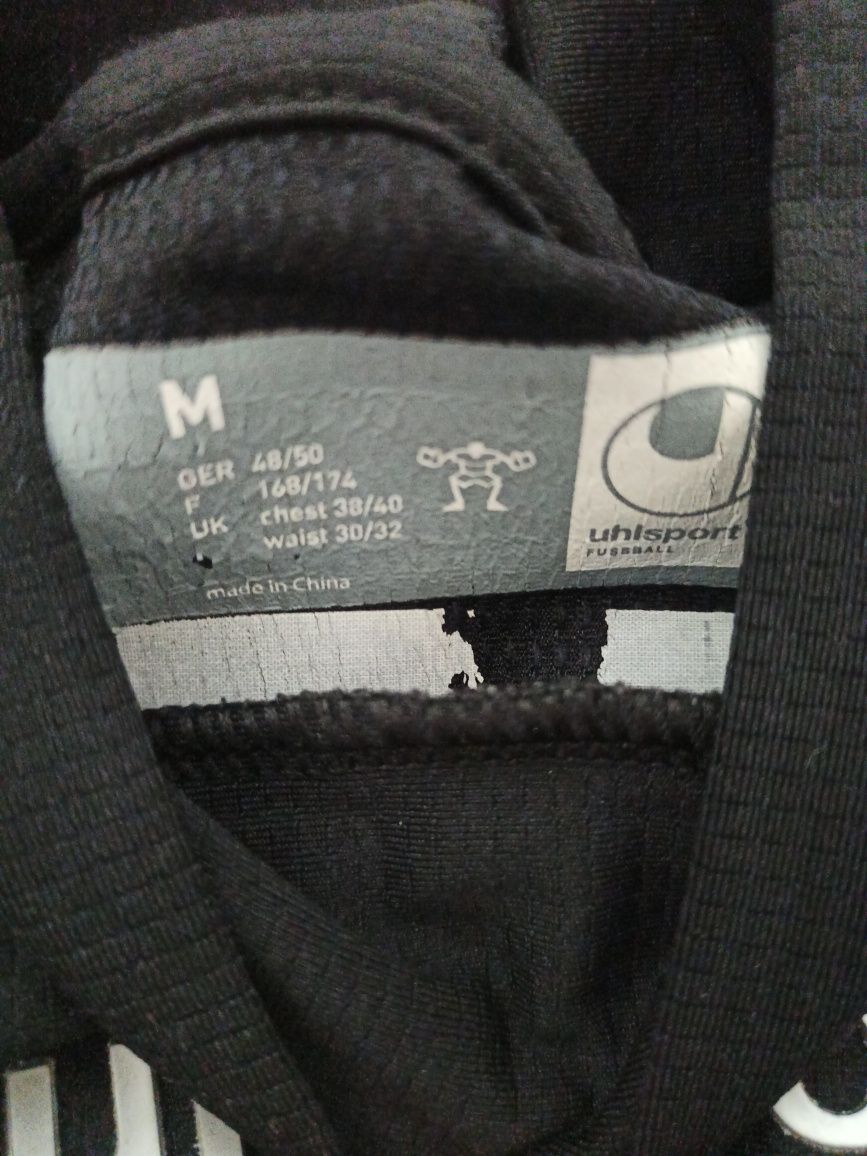 M
GER 48/50
F 168/174
UK chest 38/40
waist 30/32
made in China
uhlsport
FUSSBALL